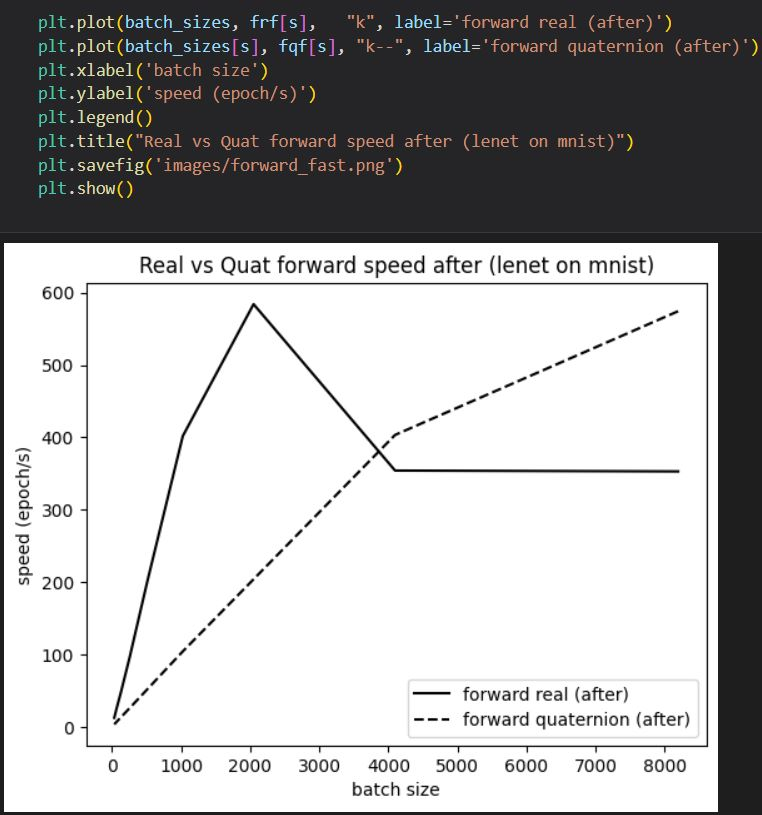 plt.plot(batch_sizes, frf[s],   "k", label='forward real (after)')
plt.plot(batch_sizes[s], fqf[s], "k--", label='forward quaternion (after)')
plt.xlabel('batch size')
plt.ylabel('speed (epoch/s)')
plt.legend()
plt.title("Real vs Quat forward speed after (lenet on mnist)")
plt.savefig('images/forward_fast.png')
plt.show()
Real vs Quat forward speed after (lenet on mnist)
600
500
400
300
200
100
0
speed (epoch/s)
forward real (after)
forward quaternion (after)
0 1000 2000 3000 4000 5000 6000 7000 8000
batch size